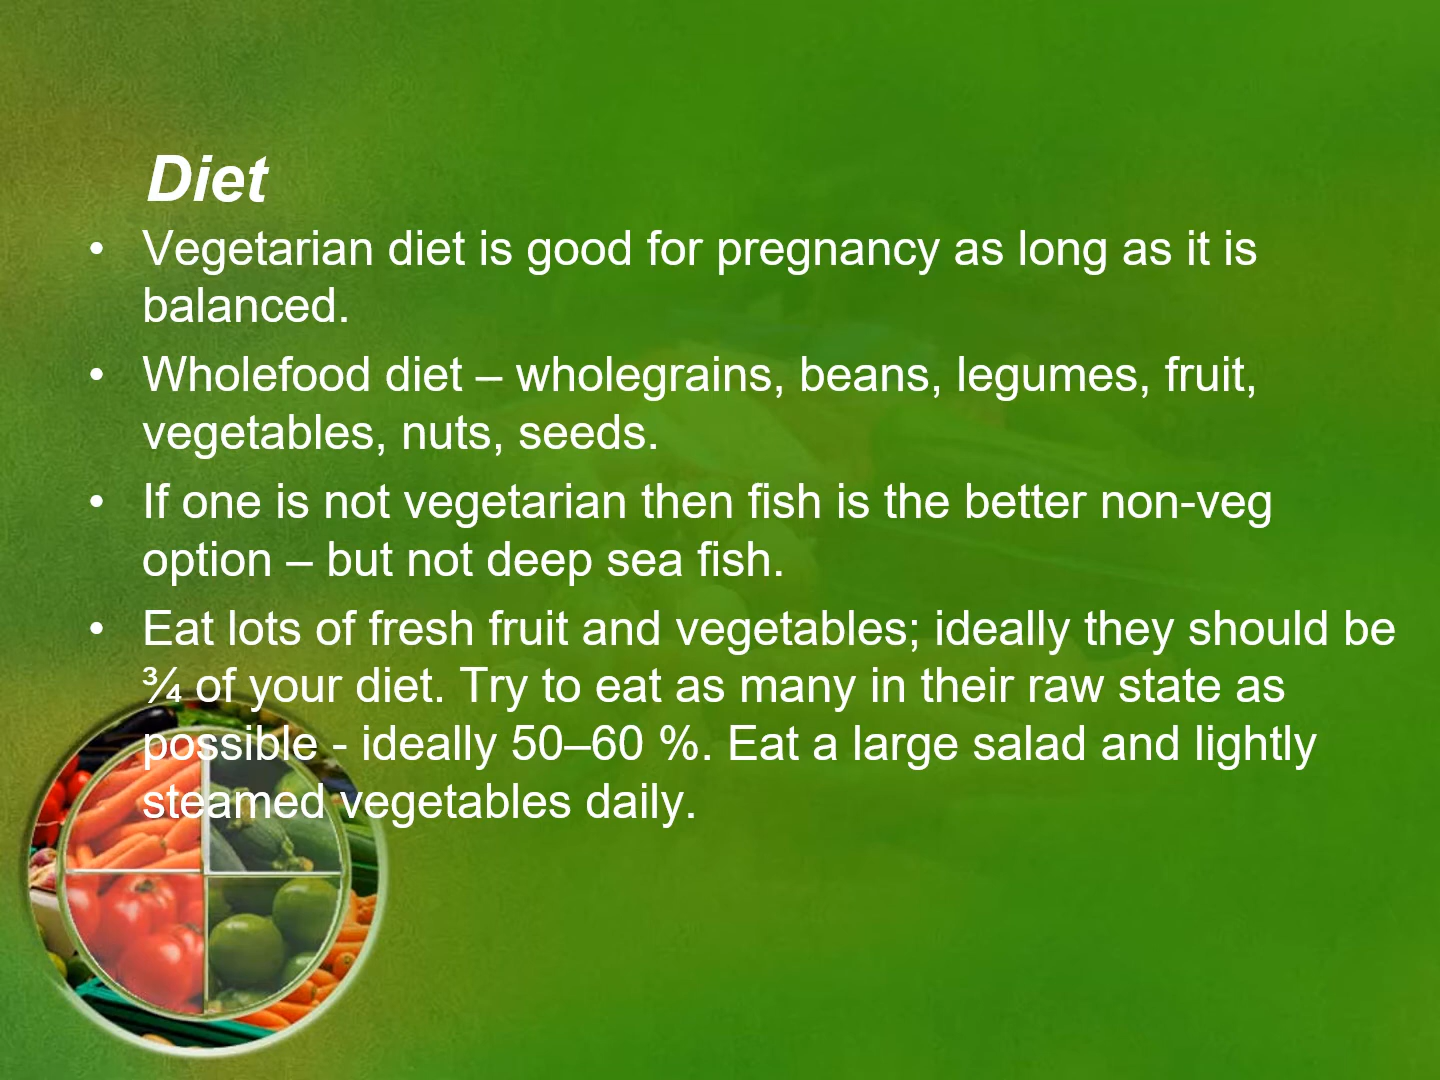 Diet
• Vegetarian diet is good for pregnancy as long as it is
balanced.
• Wholefood diet – wholegrains, beans, legumes, fruit,
vegetables, nuts, seeds.
• If one is not vegetarian then fish is the better non-veg
option – but not deep sea fish.
• Eat lots of fresh fruit and vegetables; ideally they should be
¾ of your diet. Try to eat as many in their raw state as
possible - ideally 50–60 %. Eat a large salad and lightly
steamed vegetables daily.